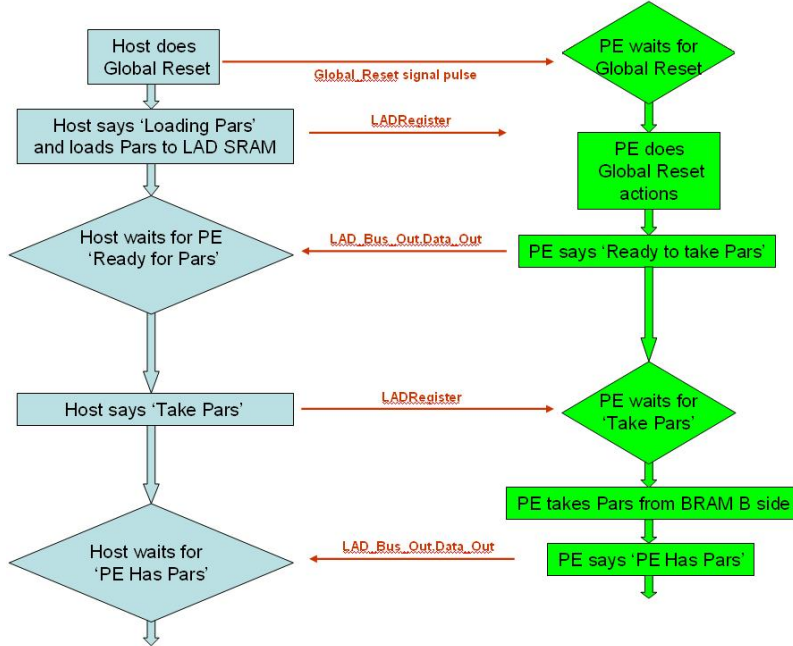 Host does
Global Reset
Global_Reset signal pulse
PE waits for
Global Reset
Host says ‘Loading Pars’
and loads Pars to LAD SRAM
LADRegister
PE does
Global Reset
actions
Host waits for PE
‘Ready for Pars’
LAD_Bus_Out.Data_Out
PE says ‘Ready to take Pars’
Host says ‘Take Pars’
LADRegister
PE waits for
‘Take Pars’
PE takes Pars from BRAM B side
Host waits for
‘PE Has Pars’
LAD_Bus_Out.Data_Out
PE says ‘PE Has Pars’